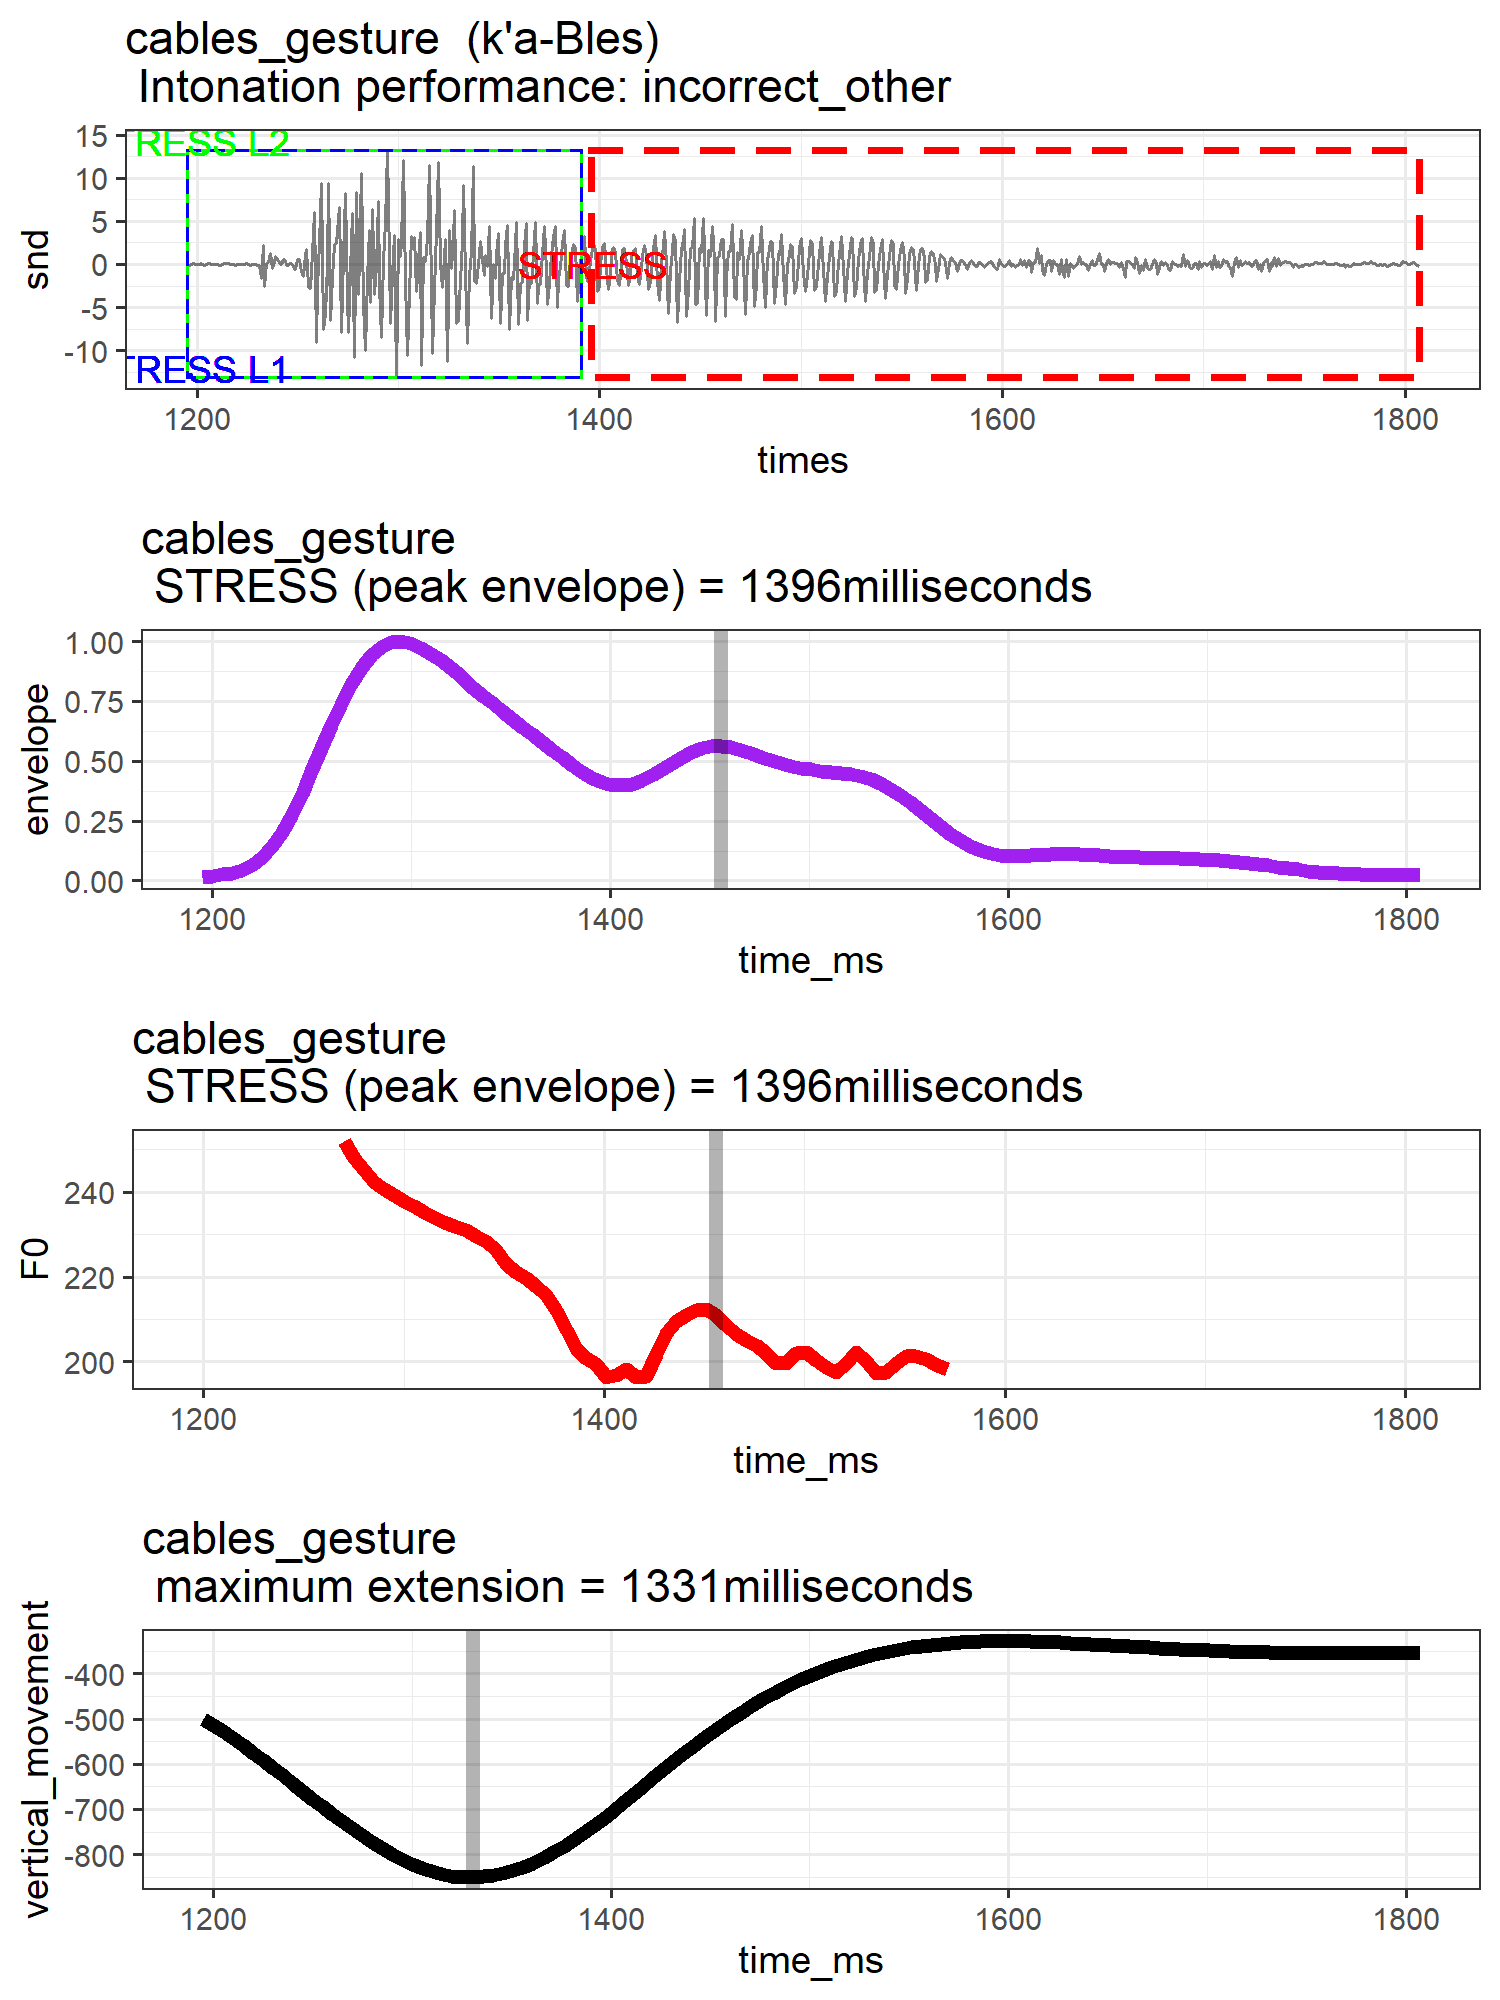 cables_gesture (k'a-Bles)
Intonation performance: incorrect_other
15
RESS L2
10
5
0
STRESS
-5
-10
RESS L1
snd
1200 1400 1600 1800
times
cables_gesture
STRESS (peak envelope) = 1396milliseconds
1.00
0.75
0.50
0.25
0.00
envelope
1200 1400 1600 1800
time_ms
cables_gesture
STRESS (peak envelope) = 1396milliseconds
240
220
200
F0
1200 1400 1600 1800
time_ms
cables_gesture
maximum extension = 1331milliseconds
-400
-500
-600
-700
-800
vertical_movement
1200 1400 1600 1800
time_ms